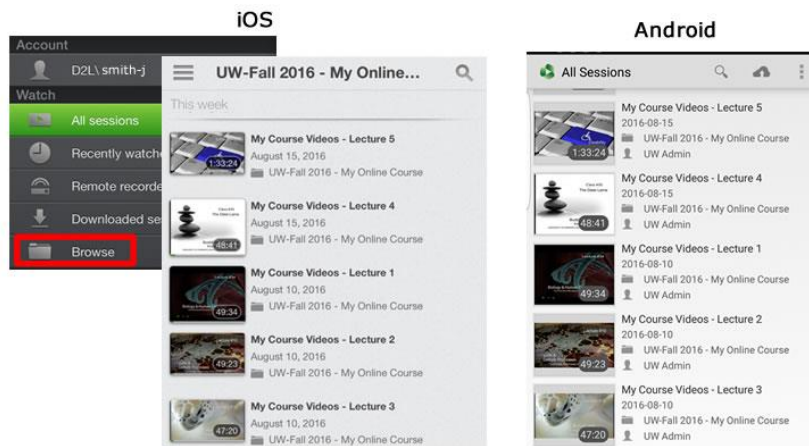 iOS
Account
D2L\smith-j
Watch
All sessions
Recently watche
Remote recorde
Downloaded se
Browse
UW-Fall 2016 - My Online...
This week
1:33:24
My Course Videos - Lecture 5
August 15, 2016
UW-Fall 2016 - My Online Course
48:41
My Course Videos - Lecture 4
August 15, 2016
UW-Fall 2016 - My Online Course
49:34
My Course Videos - Lecture 1
August 10, 2016
UW-Fall 2016 - My Online Course
49:23
My Course Videos - Lecture 2
August 10, 2016
UW-Fall 2016 - My Online Course
47:20
My Course Videos - Lecture 3
August 10, 2016
UW-Fall 2016 - My Online Course
Android
All Sessions
1:33:24
My Course Videos - Lecture 5
2016-08-15
UW-Fall 2016 - My Online Course
UW Admin
48:41
My Course Videos - Lecture 4
2016-08-15
UW-Fall 2016 - My Online Course
UW Admin
49:34
My Course Videos - Lecture 1
2016-08-10
UW-Fall 2016 - My Online Course
UW Admin
49:23
My Course Videos - Lecture 2
2016-08-10
UW-Fall 2016 - My Online Course
UW Admin
47:20
My Course Videos - Lecture 3
2016-08-10
UW-Fall 2016 - My Online Course
UW Admin